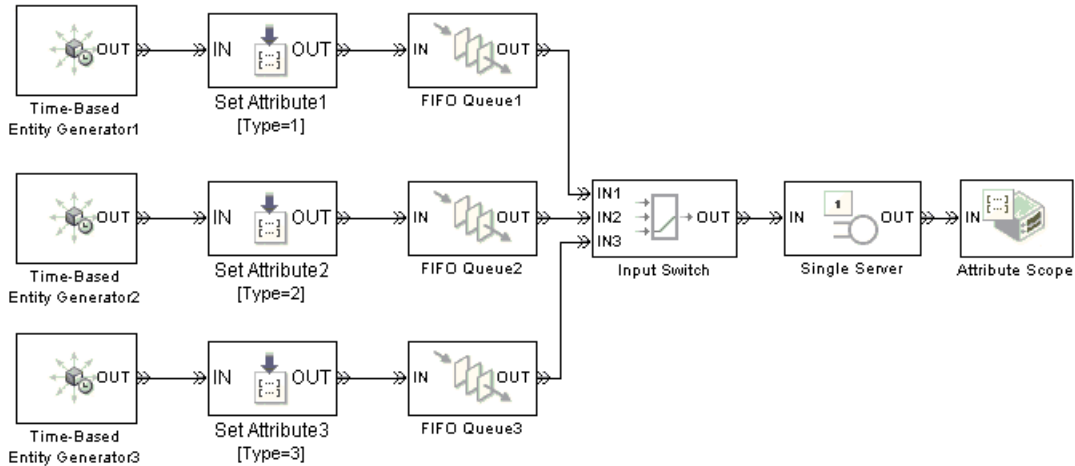 OUT
IN OUT
IN OUT
Time-Based
Entity Generator1
Set Attribute1
[Type=1]
FIFO Queue1
OUT
IN OUT
IN OUT
Time-Based
Entity Generator2
Set Attribute2
[Type=2]
FIFO Queue2
IN1
IN2 OUT
IN3
Input Switch
1
IN OUT
Single Server
[...]
IN
Attribute Scope
OUT
IN OUT
IN OUT
Time-Based
Entity Generator3
Set Attribute3
[Type=3]
FIFO Queue3